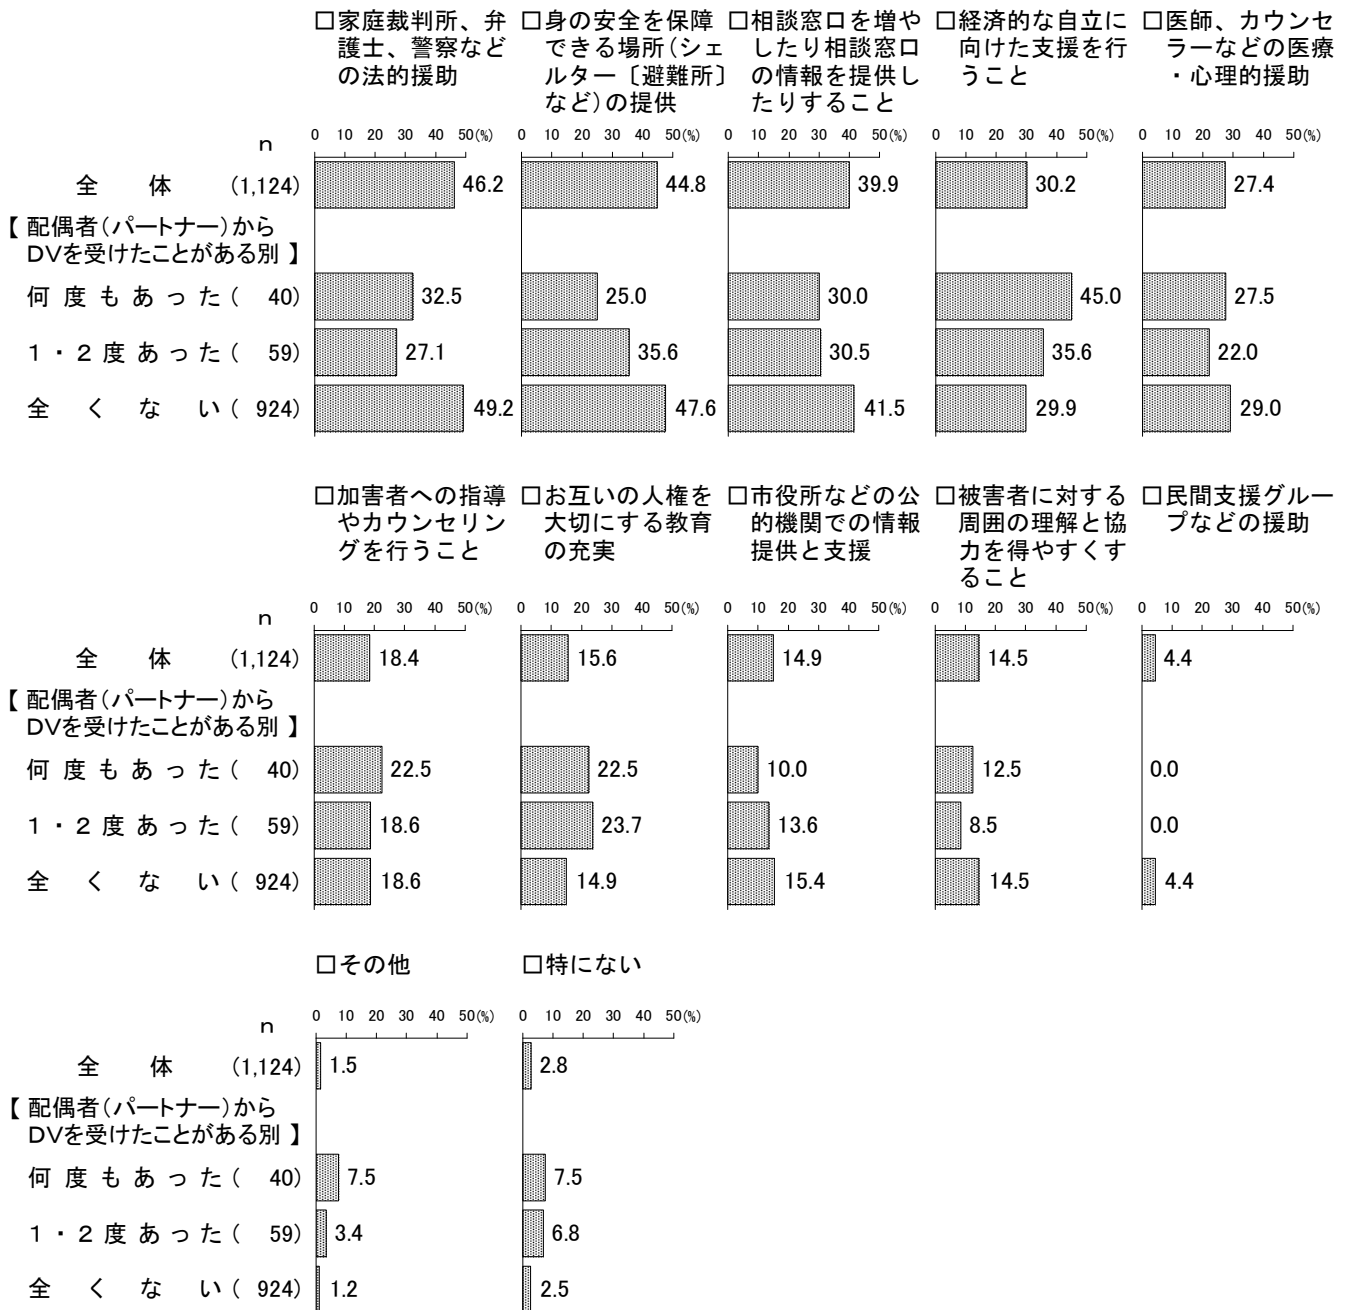 □家庭裁判所、弁護士、警察などの法的援助
□身の安全を保障できる場所(シェルター〔避難所〕など)の提供
□相談窓口を増やしたり相談窓口の情報を提供したりすること
□経済的な自立に向けた支援を行うこと
□医師、カウンセラーなどの医療・心理的援助
0 10 20 30 40 50(%) 0 10 20 30 40 50(%) 0 10 20 30 40 50(%) 0 10 20 30 40 50(%) 0 10 20 30 40 50(%)
n
全体 (1,124) 46.2 44.8 39.9 30.2 27.4
【配偶者(パートナー)から
DVを受けたことがある別】
何度もあった( 40) 32.5 25.0 30.0 45.0 27.5
1・2度あった( 59) 27.1 35.6 30.5 35.6 22.0
全くない( 924) 49.2 47.6 41.5 29.9 29.0
□加害者への指導やカウンセリングを行うこと
□お互いの人権を大切にする教育の充実
□市役所などの公的機関での情報提供と支援
□被害者に対する周囲の理解と協力を得やすくすること
□民間支援グループなどの援助
0 10 20 30 40 50(%) 0 10 20 30 40 50(%) 0 10 20 30 40 50(%) 0 10 20 30 40 50(%) 0 10 20 30 40 50(%)
n
全体 (1,124) 18.4 15.6 14.9 14.5 4.4
【配偶者(パートナー)から
DVを受けたことがある別】
何度もあった( 40) 22.5 22.5 10.0 12.5 0.0
1・2度あった( 59) 18.6 23.7 13.6 8.5 0.0
全くない( 924) 18.6 14.9 15.4 14.5 4.4
□その他 □特にない
0 10 20 30 40 50(%) 0 10 20 30 40 50(%)
n
全体 (1,124) 1.5 2.8
【配偶者(パートナー)から
DVを受けたことがある別】
何度もあった( 40) 7.5 7.5
1・2度あった( 59) 3.4 6.8
全くない( 924) 1.2 2.5